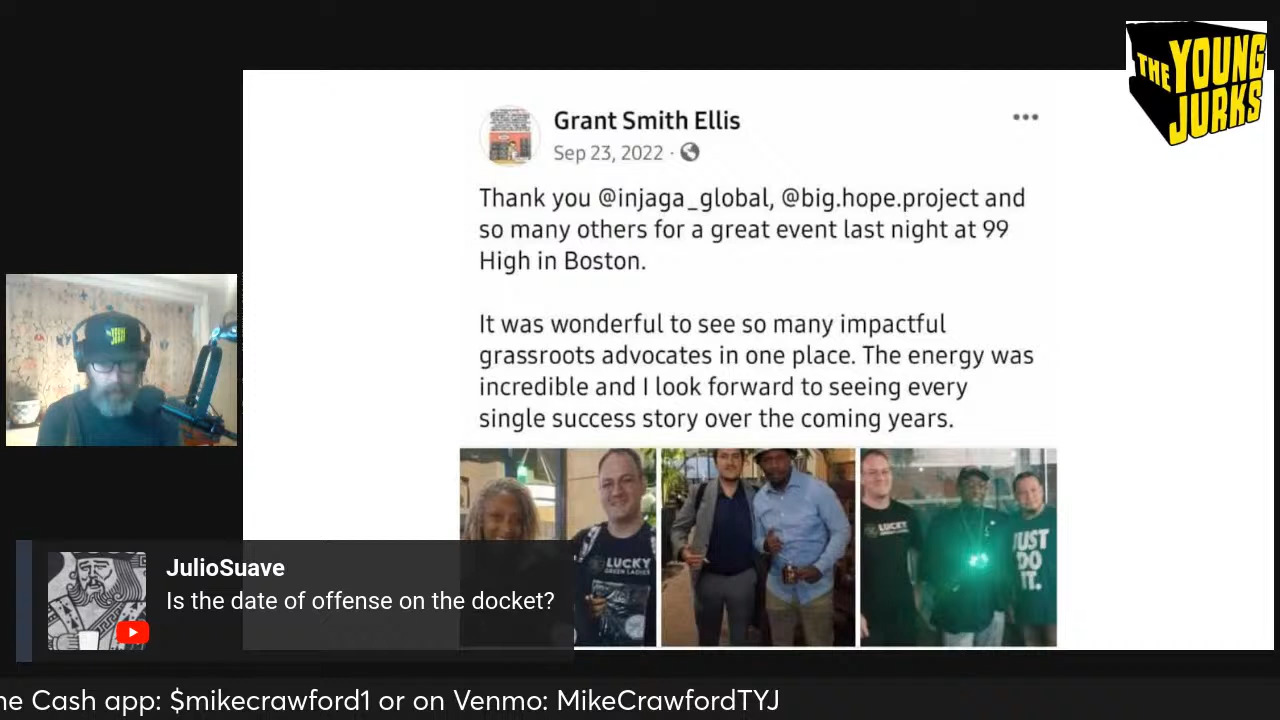 THE YOUNG JURKS
Grant Smith Ellis
Sep 23, 2022 ·
Thank you @injaga_global, @big.hope.project and
so many others for a great event last night at 99
High in Boston.
It was wonderful to see so many impactful
grassroots advocates in one place. The energy was
incredible and I look forward to seeing every
single success story over the coming years.
LUCKY
GREEN LADIES
LUCKY
JUST
DO
IT.
JulioSuave
Is the date of offense on the docket?
he Cash app: $mikecrawford1 or on Venmo: MikeCrawfordTYJ